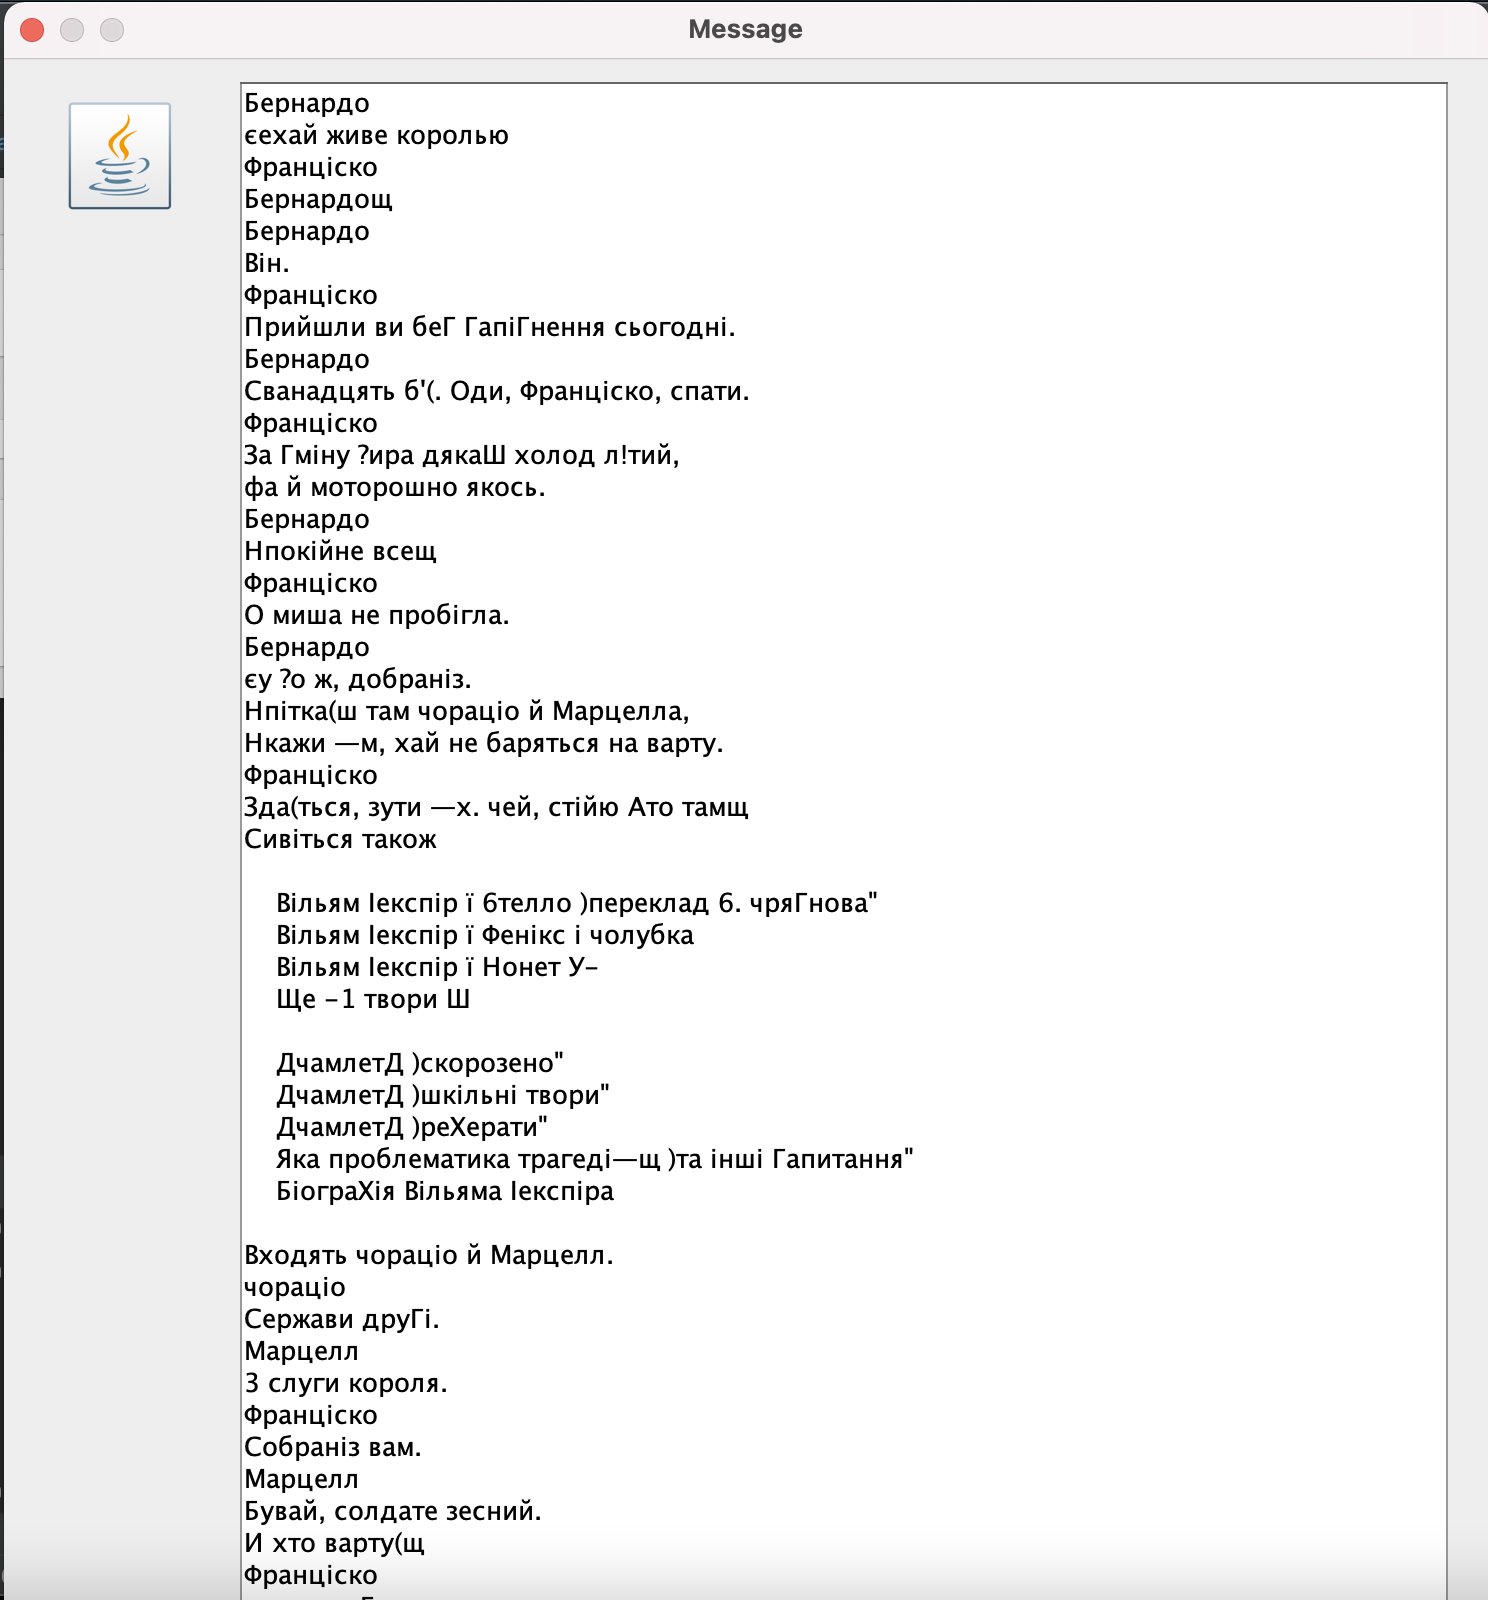 Message
Бернардо
єехай живе королью
Франціско
Бернардощ
Бернардо
Він.
Франціско
Прийшли ви беГ ГапіГнення сьогодні.
Бернардо
Сванадцять б'(. Оди, Франціско, спати.
Франціско
За Гміну ?ира дякаШ холод л!тий,
фа й моторошно якось.
Бернардо
Нпокійне всещ
Франціско
О миша не пробігла.
Бернардо
єу ?о ж, добраніз.
Нпітка(ш там чораціо й Марцелла,
Нкажи —м, хай не баряться на варту.
Франціско
Зда(ться, зути —х. чей, стійю Ато тамщ
Сивіться також
Вільям Іекспір ї 6телло )переклад 6. чряГнова"
Вільям Іекспір ї Фенікс і чолубка
Вільям Іекспір ї Нонет У-
Ще -1 твори Ш
ДчамлетД )скорозено"
ДчамлетД )шкільні твори"
ДчамлетД )реХерати"
Яка проблематика трагеді—щ )та інші Гапитання"
БіограХія Вільяма Іекспіра
Входять чораціо й Марцелл.
чораціо
Сержави друГі.
Марцелл
З слуги короля.
Франціско
Собраніз вам.
Марцелл
Бувай, солдате зесний.
И хто варту(щ
Франціско